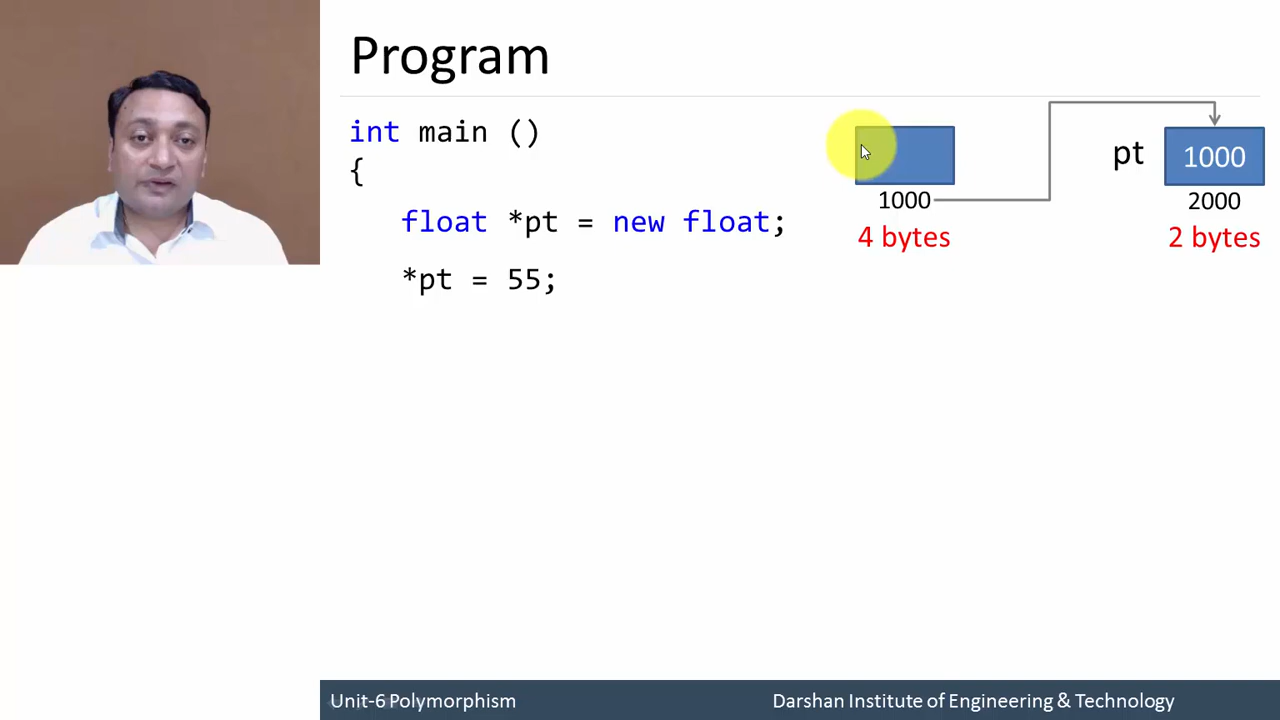 Program
int main ()
{
float *pt = new float;
*pt = 55;
pt
1000
1000
2000
4 bytes
2 bytes
Unit-6 Polymorphism
Darshan Institute of Engineering & Technology